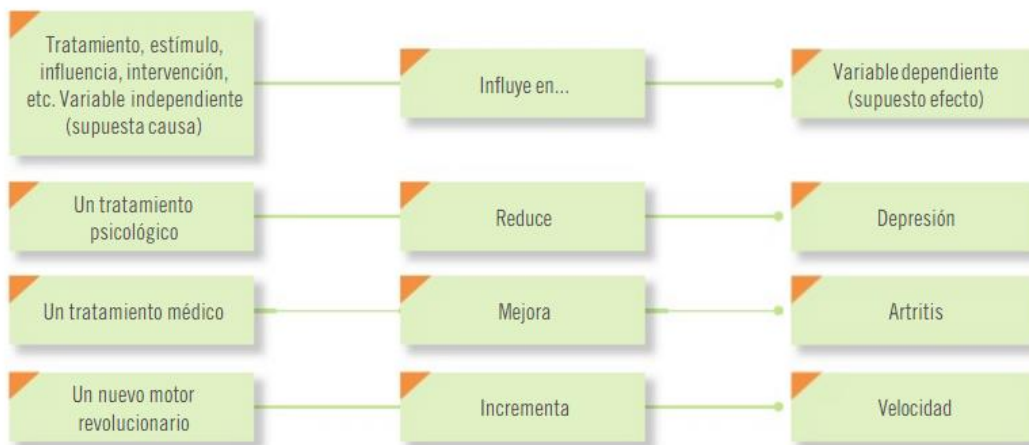 Tratamiento, estímulo,
influencia, intervención,
etc. Variable independiente
(supuesta causa)
Influye en...
Variable dependiente
(supuesto efecto)
Un tratamiento
psicológico
Reduce
Depresión
Un tratamiento médico
Mejora
Artritis
Un nuevo motor
revolucionario
Incrementa
Velocidad